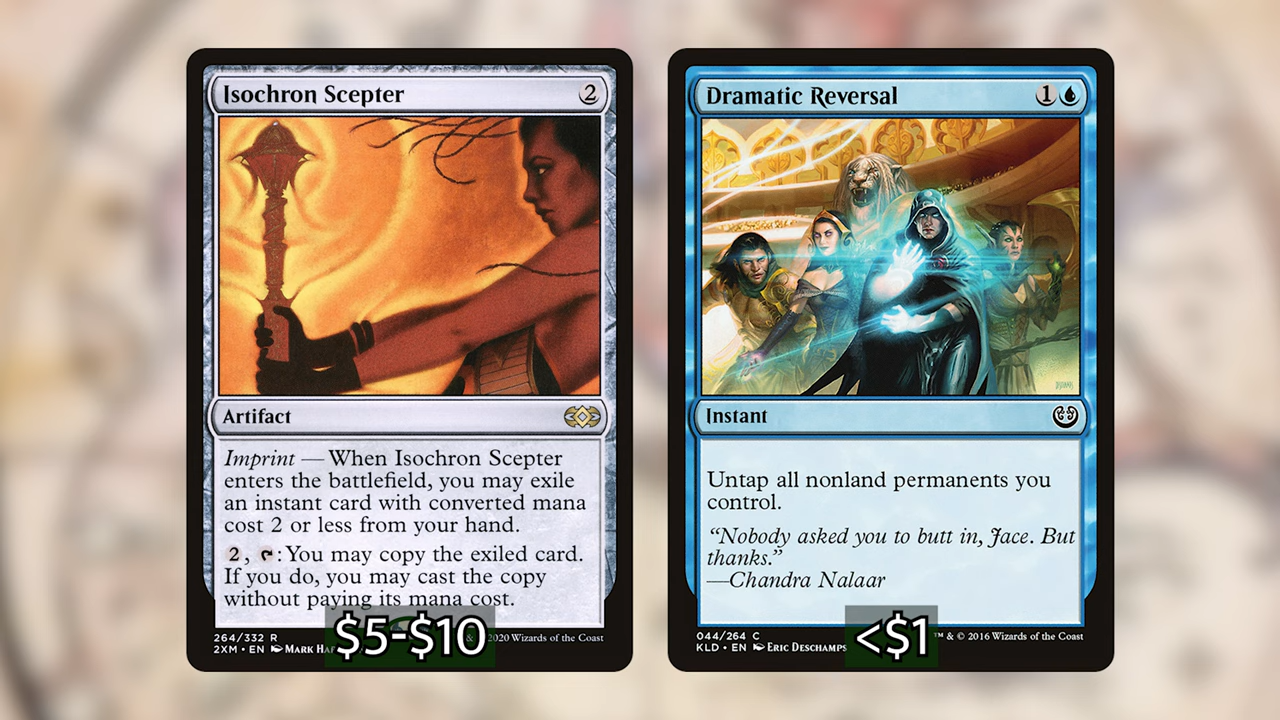 Isochron Scepter 2
Artifact
Imprint — When Isochron Scepter
enters the battlefield, you may exile
an instant card with converted mana
cost 2 or less from your hand.
2, : You may copy the exiled card.
If you do, you may cast the copy
without paying its mana cost.
264/332 R
2XM • EN MARK
& 2020 Wizards of the Coast
$5-$10
Dramatic Reversal 1
Instant
Untap all nonland permanents you
control.
“Nobody asked you to butt in, Jace. But
thanks.”
—Chandra Nalaar
044/264 C
KLD • EN ERIC DESCHAMPS
™ & © 2016 Wizards of the Coast
<$1